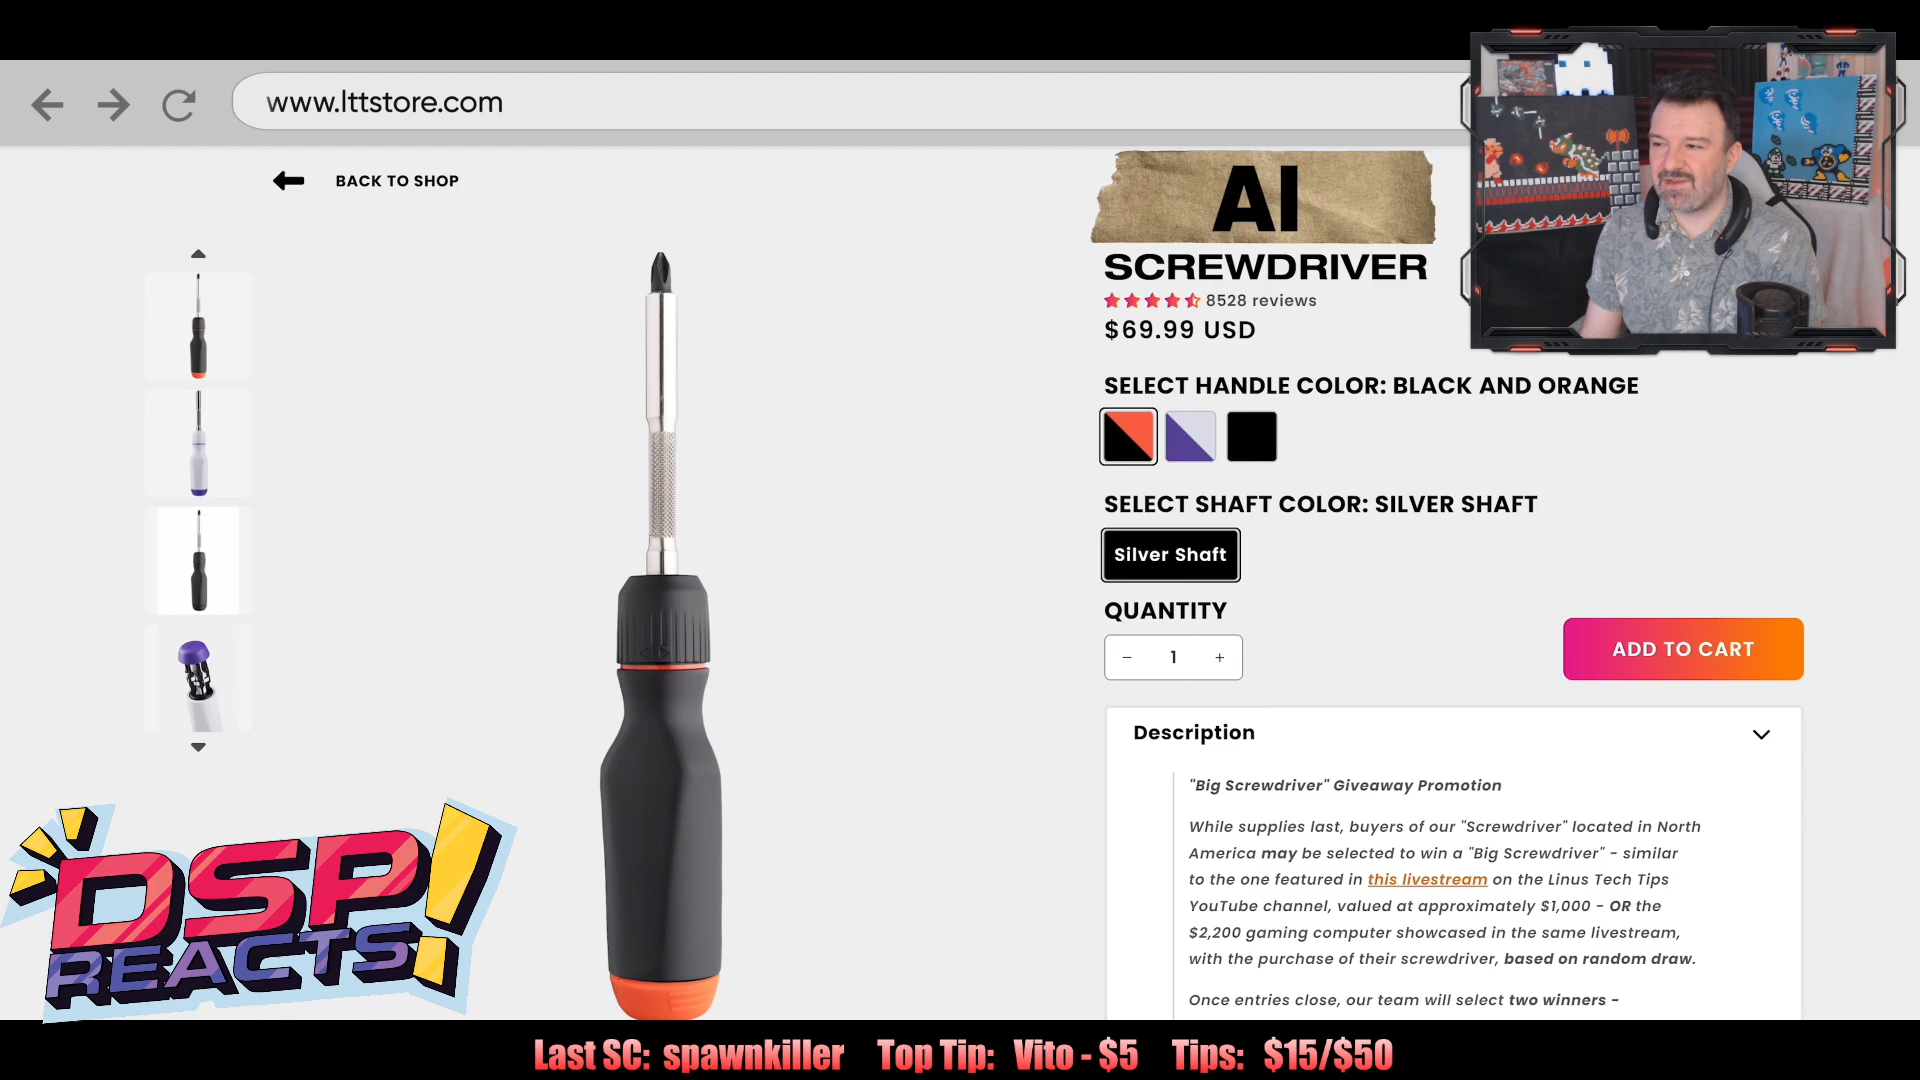 www.lttstore.com
BACK TO SHOP
AI
SCREWDRIVER
8528 reviews
$69.99 USD
SELECT HANDLE COLOR: BLACK AND ORANGE
SELECT SHAFT COLOR: SILVER SHAFT
Silver Shaft
QUANTITY
− 1 +
ADD TO CART
Description
"Big Screwdriver" Giveaway Promotion
While supplies last, buyers of our "Screwdriver" located in North
America may be selected to win a "Big Screwdriver" - similar
to the one featured in this livestream on the Linus Tech Tips
YouTube channel, valued at approximately $1,000 - OR the
$2,200 gaming computer showcased in the same livestream,
with the purchase of their screwdriver, based on random draw.
Once entries close, our team will select two winners -
DSP!
REACTS
Last SC: spawnkiller Top Tip: Vito - $5 Tips: $15/$50